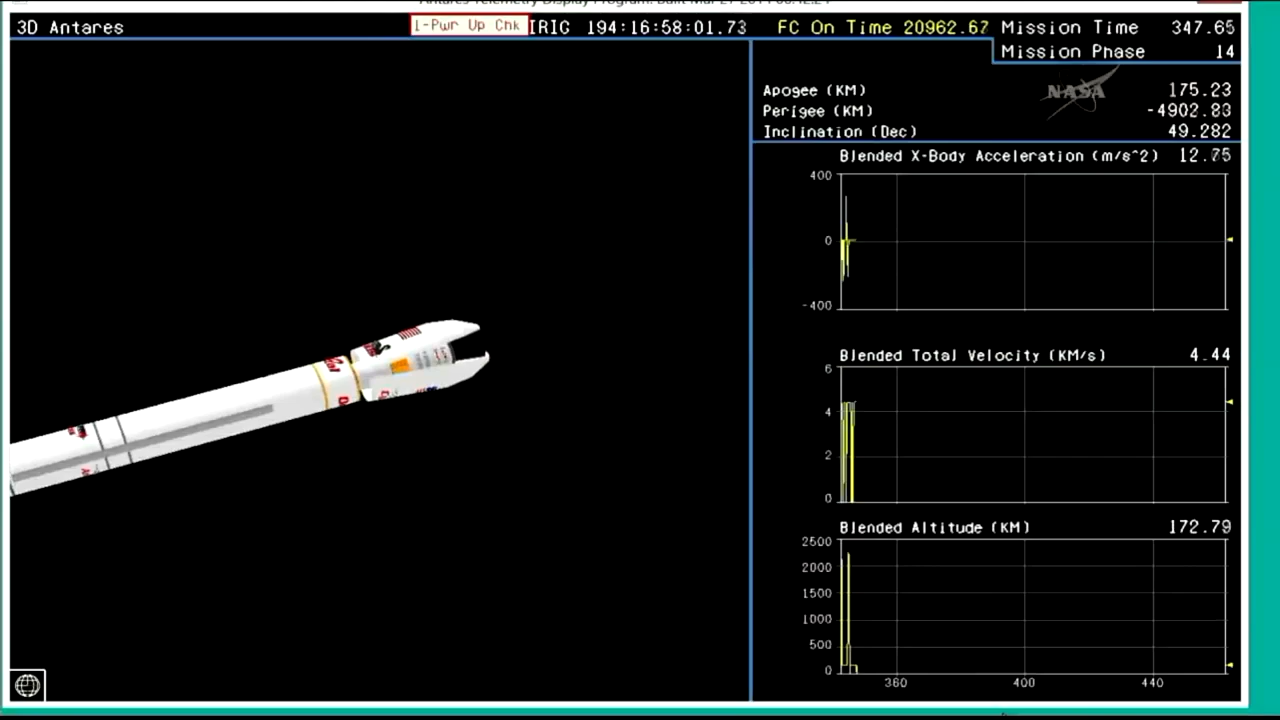 3D Antares
1-Pwr Up Chk
IRIG 194:16:58:01.73
FC On Time 20962.67
Mission Time 347.65
Mission Phase 14
NASA
Apogee (KM) 175.23
Perigee (KM) -4902.83
Inclination (Dec) 49.282
Blended X-Body Acceleration (m/s^2) 12.75
400
0
-400
Blended Total Velocity (KM/s) 4.44
6
4
2
0
Blended Altitude (KM) 172.79
2500
2000
1500
1000
500
0
360 400 440